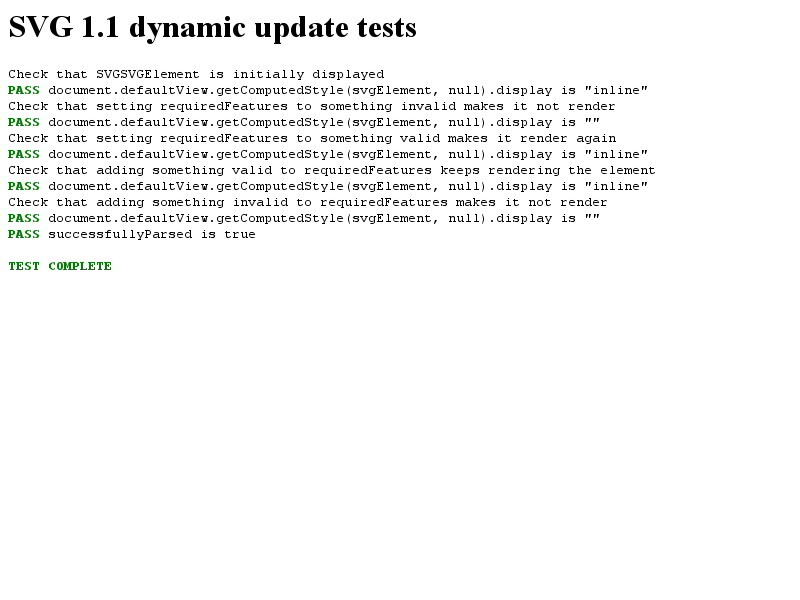 SVG 1.1 dynamic update tests
Check that SVGSVGElement is initially displayed
PASS document.defaultView.getComputedStyle(svgElement, null).display is "inline"
Check that setting requiredFeatures to something invalid makes it not render
PASS document.defaultView.getComputedStyle(svgElement, null).display is ""
Check that setting requiredFeatures to something valid makes it render again
PASS document.defaultView.getComputedStyle(svgElement, null).display is "inline"
Check that adding something valid to requiredFeatures keeps rendering the element
PASS document.defaultView.getComputedStyle(svgElement, null).display is "inline"
Check that adding something invalid to requiredFeatures makes it not render
PASS document.defaultView.getComputedStyle(svgElement, null).display is ""
PASS successfullyParsed is true
TEST COMPLETE